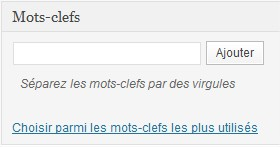 Mots-clefs
Ajouter
Séparez les mots-clefs par des virgules
Choisir parmi les mots-clefs les plus utilisés